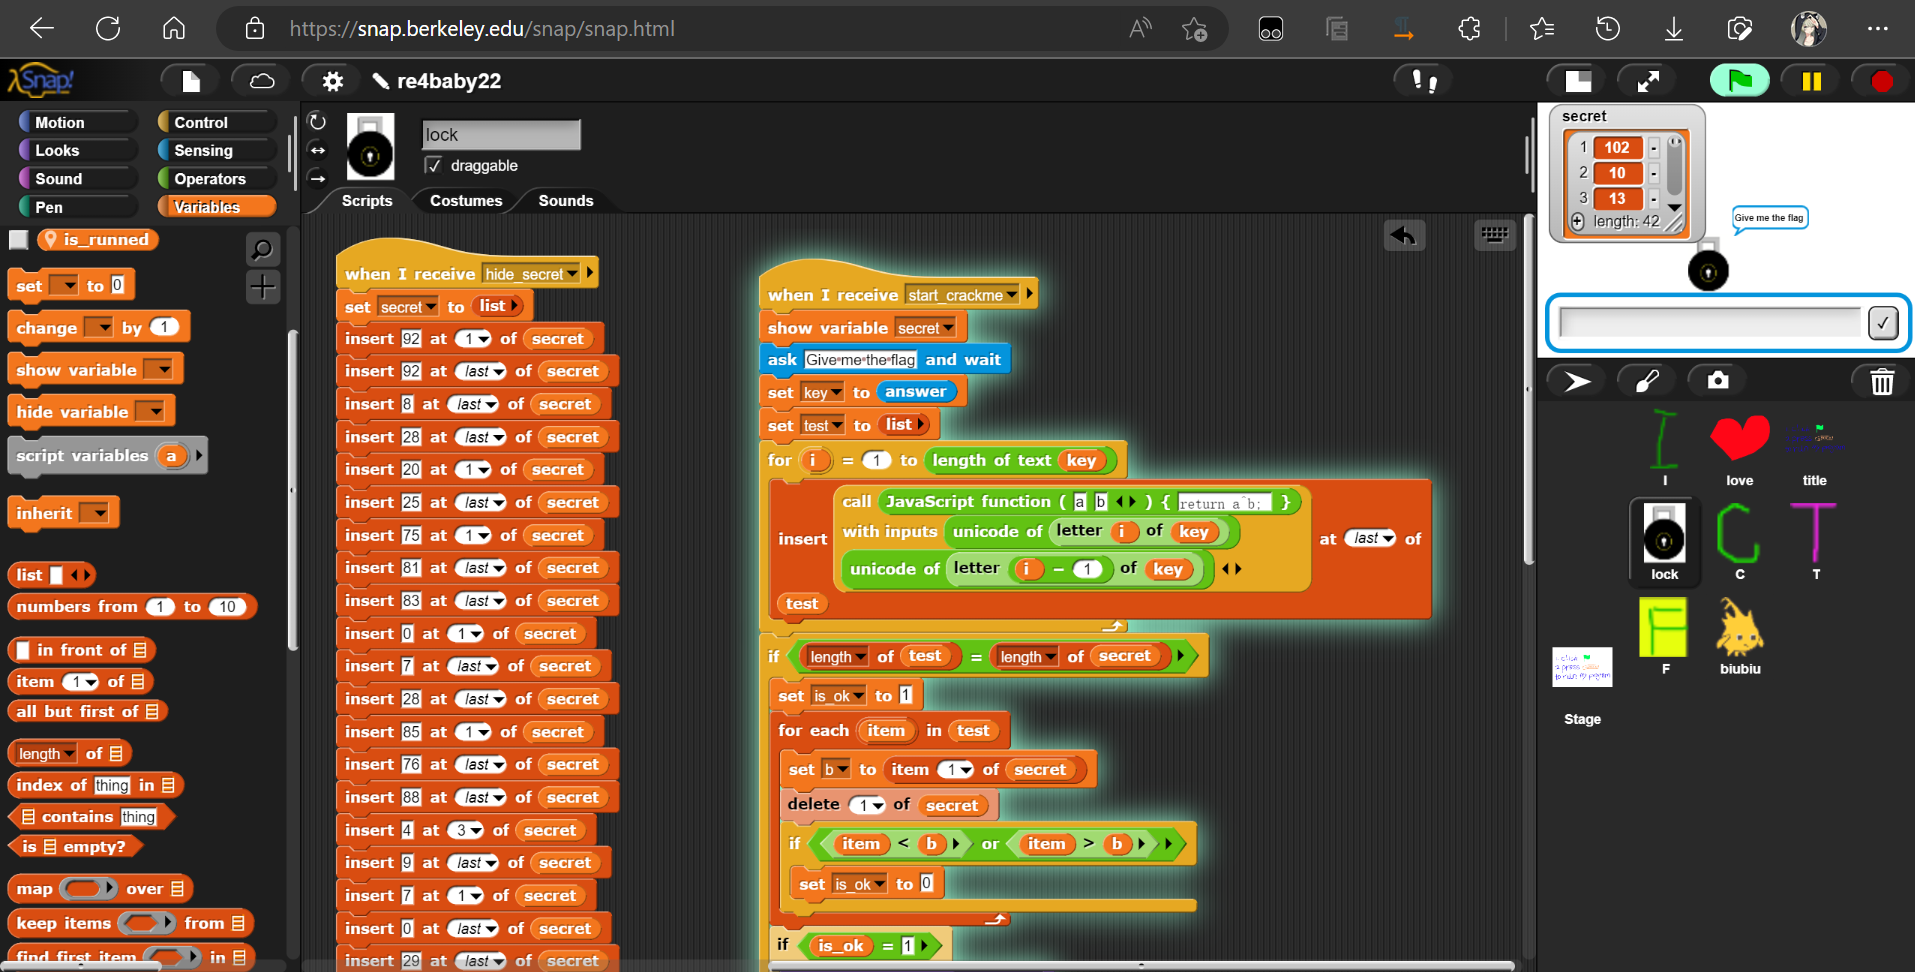 https://snap.berkeley.edu/snap/snap.html
Snap!
re4baby22
Motion
Control
Looks
Sensing
Sound
Operators
Pen
Variables
is_runned
set to 0
change by 1
show variable
hide variable
script variables a
inherit
list
numbers from 1 to 10
in front of
item 1 of
all but first of
length of
index of thing in
contains thing
is empty?
map over
keep items from
find first item in
lock
draggable
Scripts
Costumes
Sounds
when I receive hide_secret
set secret to list
insert 92 at 1 of secret
insert 92 at last of secret
insert 8 at last of secret
insert 28 at last of secret
insert 20 at 1 of secret
insert 25 at last of secret
insert 75 at 1 of secret
insert 81 at last of secret
insert 83 at last of secret
insert 0 at 1 of secret
insert 7 at last of secret
insert 28 at last of secret
insert 85 at 1 of secret
insert 76 at last of secret
insert 88 at last of secret
insert 4 at 3 of secret
insert 9 at last of secret
insert 7 at 1 of secret
insert 0 at last of secret
insert 29 at last of secret
when I receive start_crackme
show variable secret
ask Give me the flag and wait
set key to answer
set test to list
for i = 1 to length of text key
call JavaScript function ( a b ) { return a^b; }
with inputs unicode of letter i of key
insert at last of
unicode of letter i - 1 of key
test
if length of test = length of secret
set is_ok to 1
for each item in test
set b to item 1 of secret
delete 1 of secret
if item < b or item > b
set is_ok to 0
if is_ok = 1
secret
1 102 -
2 10 -
3 13 -
+ length: 42
Give me the flag
I
love
title
lock
C
T
F
biubiu
Stage